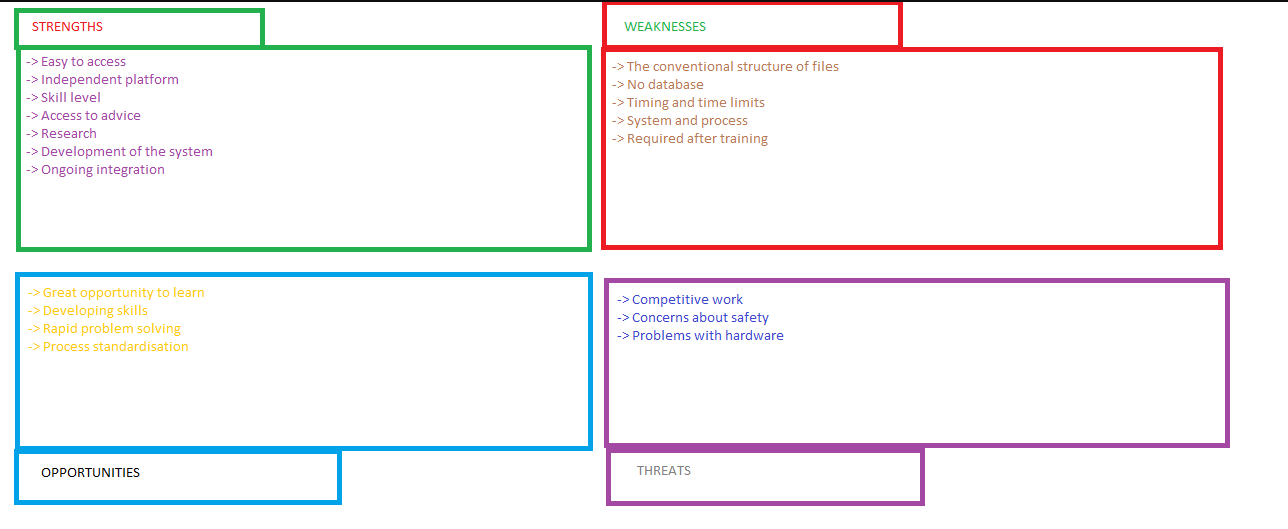 STRENGTHS
-> Easy to access
-> Independent platform
-> Skill level
-> Access to advice
-> Research
-> Development of the system
-> Ongoing integration
WEAKNESSES
-> The conventional structure of files
-> No database
-> Timing and time limits
-> System and process
-> Required after training
-> Great opportunity to learn
-> Developing skills
-> Rapid problem solving
-> Process standardisation
OPPORTUNITIES
-> Competitive work
-> Concerns about safety
-> Problems with hardware
THREATS